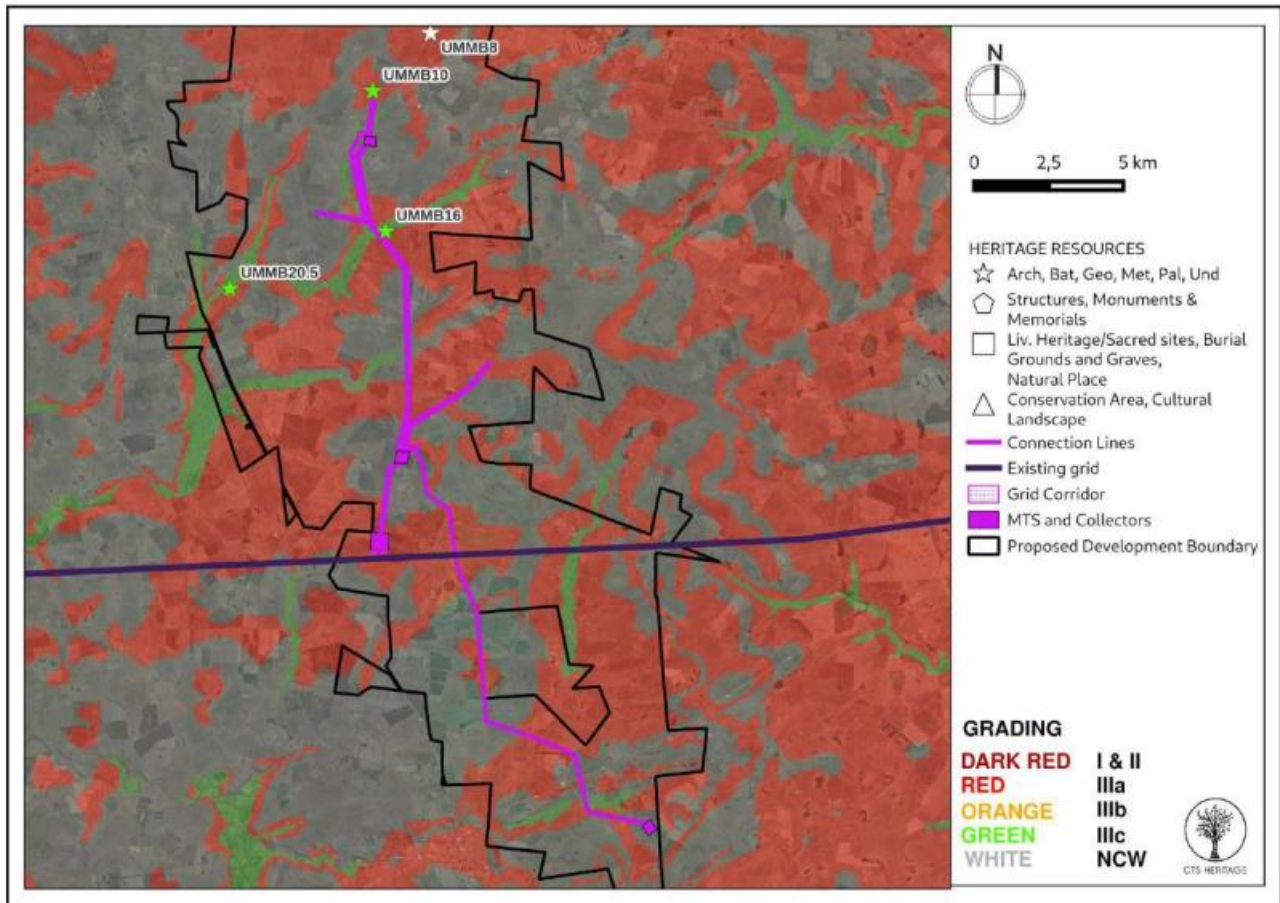 UMMB8
UMMB10
UMMB16
UMMB20.5
N
0 2,5 5 km
HERITAGE RESOURCES
Arch, Bat, Geo, Met, Pal, Und
Structures, Monuments &
Memorials
Liv. Heritage/Sacred sites, Burial
Grounds and Graves,
Natural Place
Conservation Area, Cultural
Landscape
Connection Lines
Existing grid
Grid Corridor
MTS and Collectors
Proposed Development Boundary
GRADING
DARK RED I & II
RED IIIa
ORANGE IIIb
GREEN IIIc
WHITE NCW
CTS HERITAGE